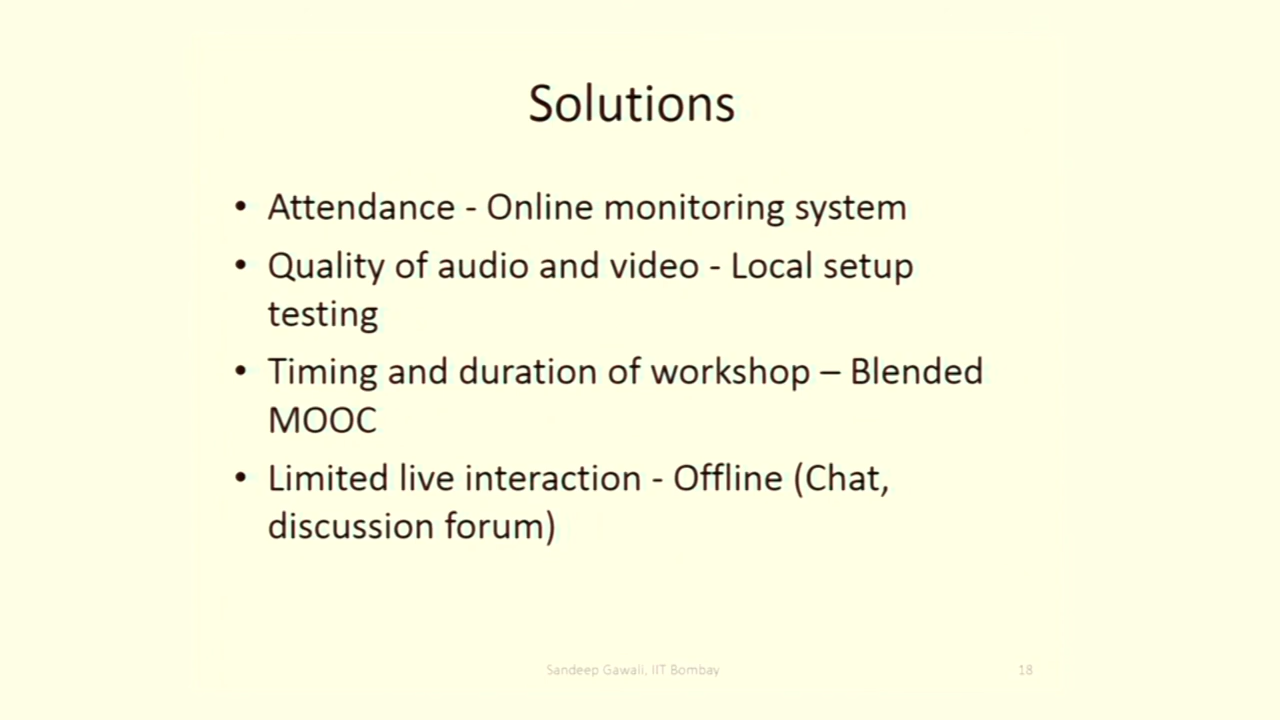 Solutions
• Attendance - Online monitoring system
• Quality of audio and video - Local setup
testing
• Timing and duration of workshop – Blended
MOOC
• Limited live interaction - Offline (Chat,
discussion forum)
Sandeep Gawali, IIT Bombay 18